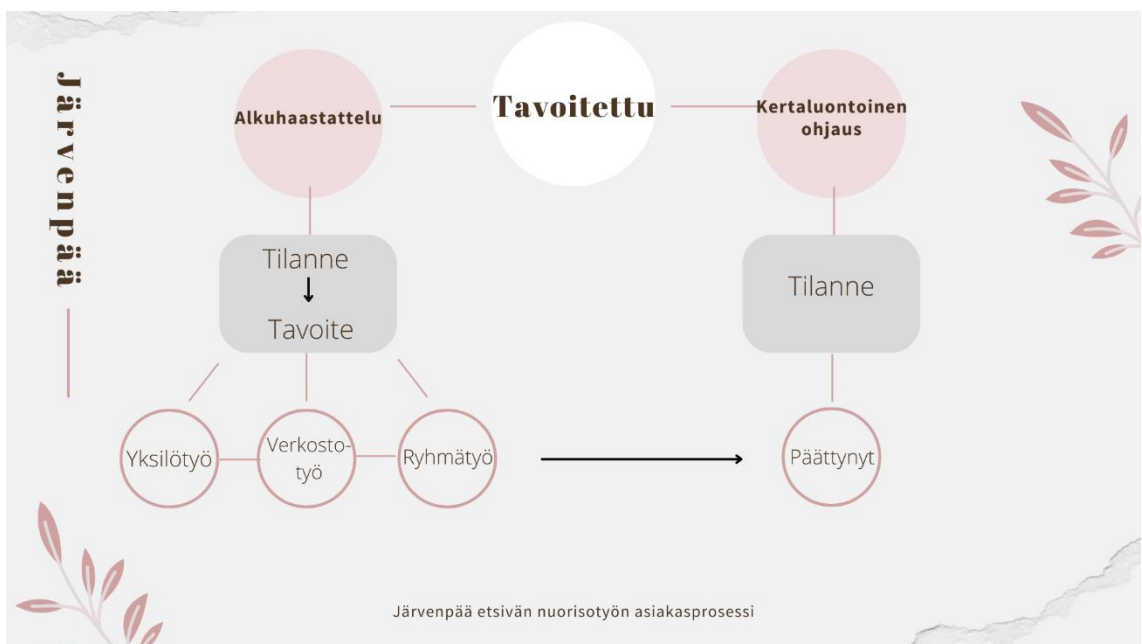 Järvenpää
Tavoitettu
Alkuhaastattelu
Kertaluontoinen
ohjaus
Tilanne
Tavoite
Tilanne
Yksilötyö
Verkosto-
työ
Ryhmätyö
Päättynyt
Järvenpää etsivän nuorisotyön asiakasprosessi